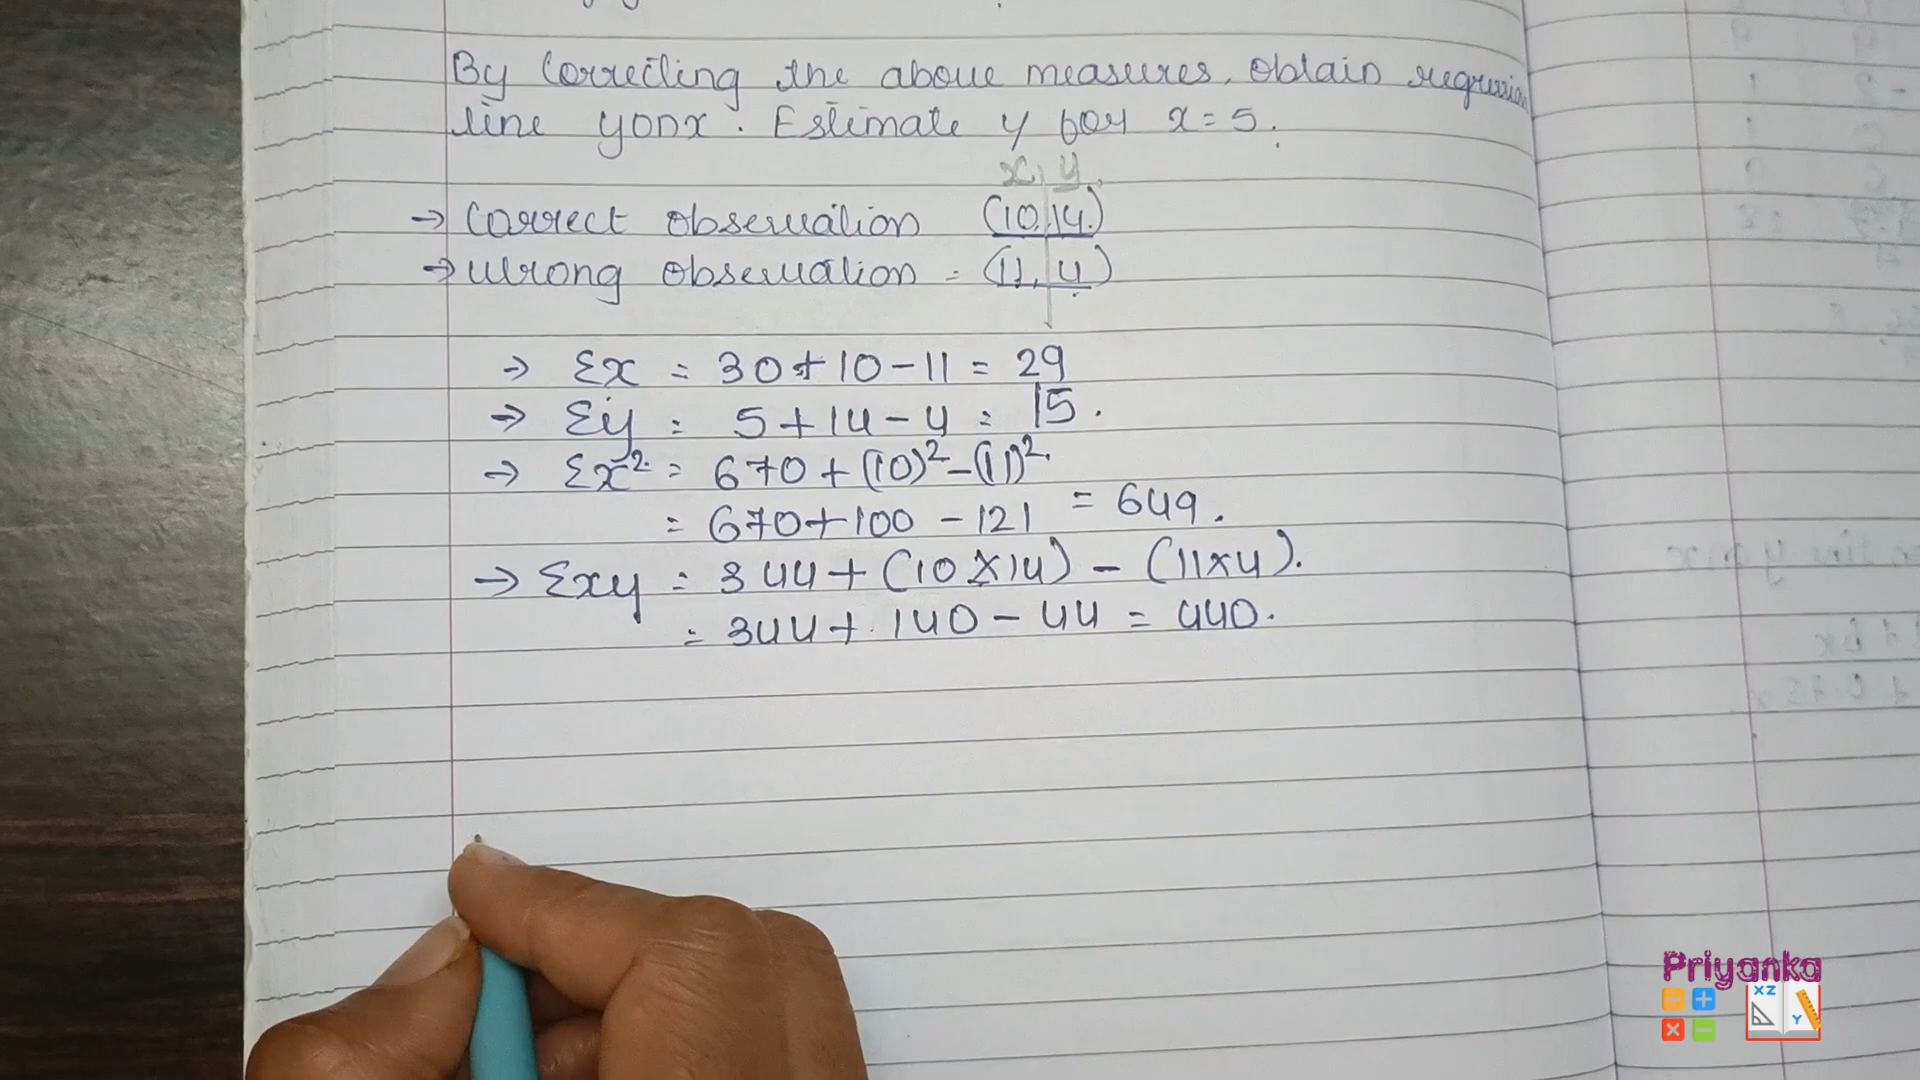 By Correcting the above measures, obtain regression
line y on x. Estimate y for x = 5.
x, y
→ Correct observation (10, 14)
→ Wrong observation = (11, 4)
→ Σx = 30 + 10 - 11 = 29
→ Σy = 5 + 14 - 4 = 15.
→ Σx² = 670 + (10)² - (11)².
= 670 + 100 - 121 = 649.
→ Σxy = 344 + (10 × 14) - (11 × 4).
= 344 + 140 - 44 = 440.
Priyanka
XZ
Y